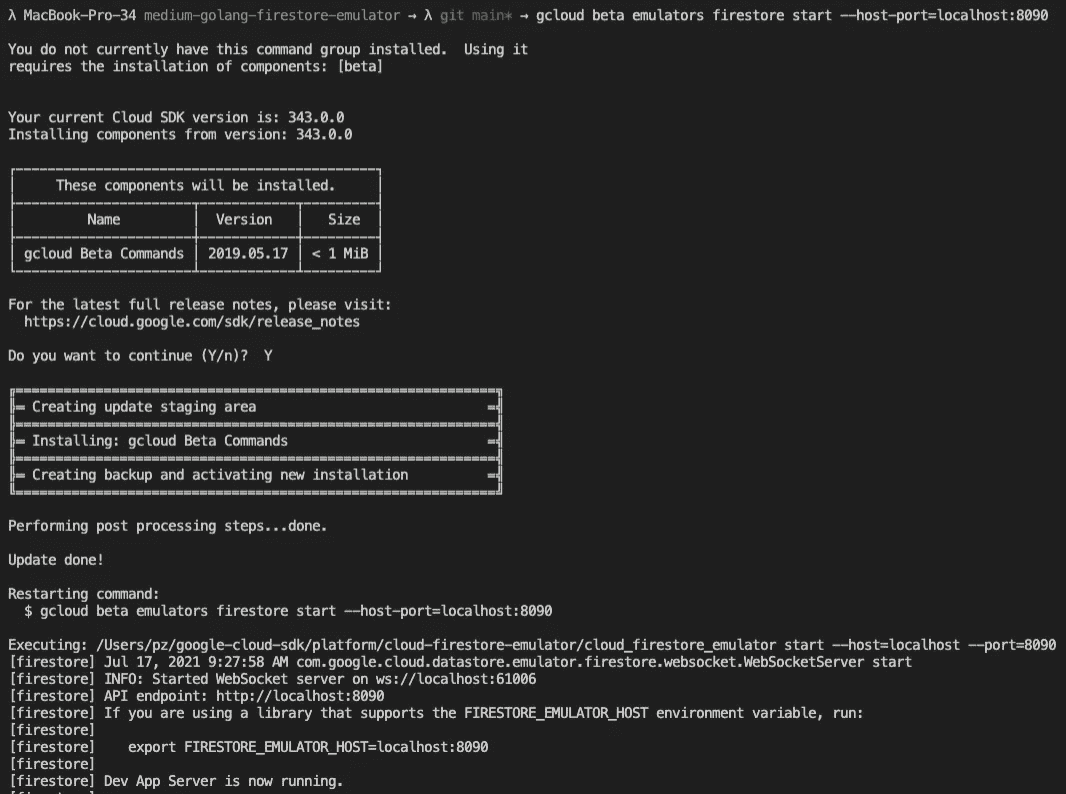 λ MacBook-Pro-34 medium-golang-firestore-emulator → λ git main* → gcloud beta emulators firestore start --host-port=localhost:8090
You do not currently have this command group installed.  Using it
requires the installation of components: [beta]
Your current Cloud SDK version is: 343.0.0
Installing components from version: 343.0.0
These components will be installed.
Name Version Size
gcloud Beta Commands 2019.05.17 < 1 MiB
For the latest full release notes, please visit:
https://cloud.google.com/sdk/release_notes
Do you want to continue (Y/n)?  Y
Creating update staging area
Installing: gcloud Beta Commands
Creating backup and activating new installation
Performing post processing steps...done.
Update done!
Restarting command:
$ gcloud beta emulators firestore start --host-port=localhost:8090
Executing: /Users/pz/google-cloud-sdk/platform/cloud-firestore-emulator/cloud_firestore_emulator start --host=localhost --port=8090
[firestore] Jul 17, 2021 9:27:58 AM com.google.cloud.datastore.emulator.firestore.websocket.WebSocketServer start
[firestore] INFO: Started WebSocket server on ws://localhost:61006
[firestore] API endpoint: http://localhost:8090
[firestore] If you are using a library that supports the FIRESTORE_EMULATOR_HOST environment variable, run:
[firestore]
[firestore]    export FIRESTORE_EMULATOR_HOST=localhost:8090
[firestore]
[firestore] Dev App Server is now running.